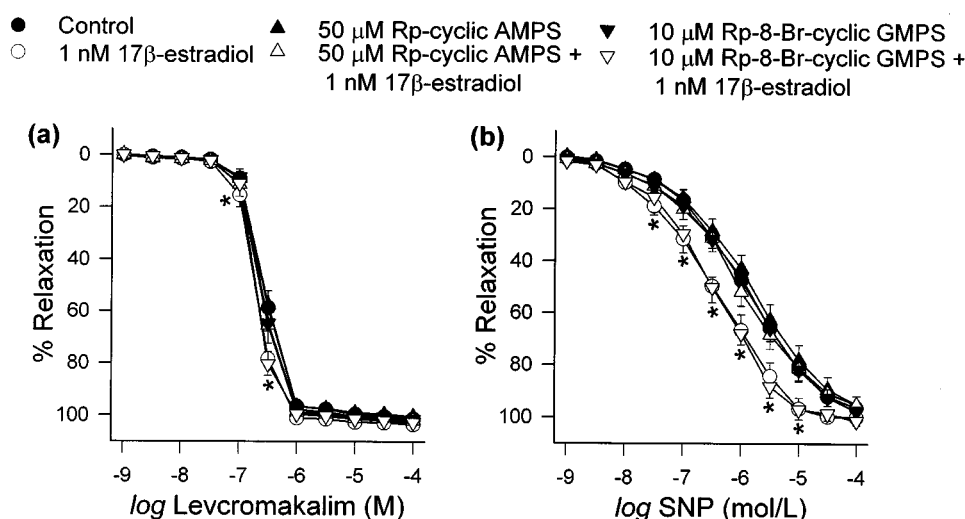 Control
1 nM 17β-estradiol
50 μM Rp-cyclic AMPS
50 μM Rp-cyclic AMPS +
1 nM 17β-estradiol
10 μM Rp-8-Br-cyclic GMPS
10 μM Rp-8-Br-cyclic GMPS +
1 nM 17β-estradiol
(a)
% Relaxation
0
20
40
60
80
100
*
*
-9 -8 -7 -6 -5 -4
log Levcromakalim (M)
(b)
% Relaxation
0
20
40
60
80
100
*
*
*
*
*
*
-9 -8 -7 -6 -5 -4
log SNP (mol/L)